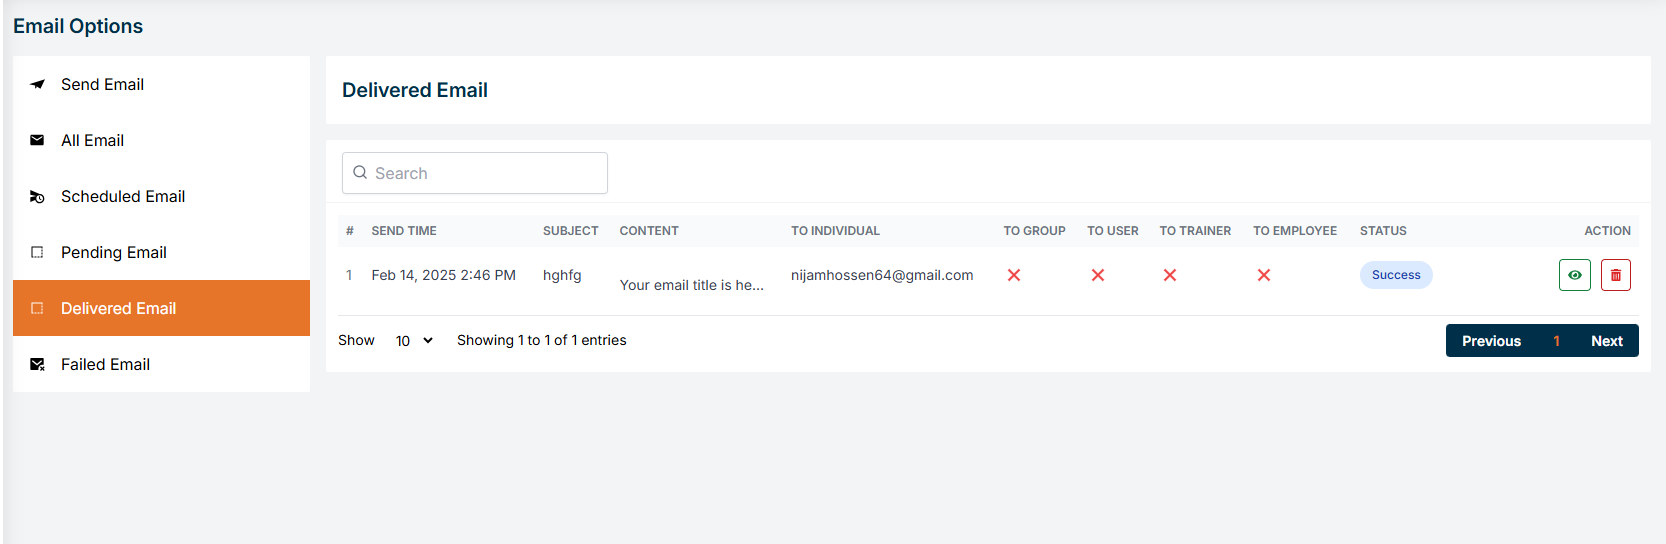 Email Options
Send Email
All Email
Scheduled Email
Pending Email
Delivered Email
Failed Email
Delivered Email
Search
# SEND TIME SUBJECT CONTENT TO INDIVIDUAL TO GROUP TO USER TO TRAINER TO EMPLOYEE STATUS ACTION
1 Feb 14, 2025 2:46 PM hghfg Your email title is he... nijamhossen64@gmail.com Success
Show 10 Showing 1 to 1 of 1 entries Previous 1 Next